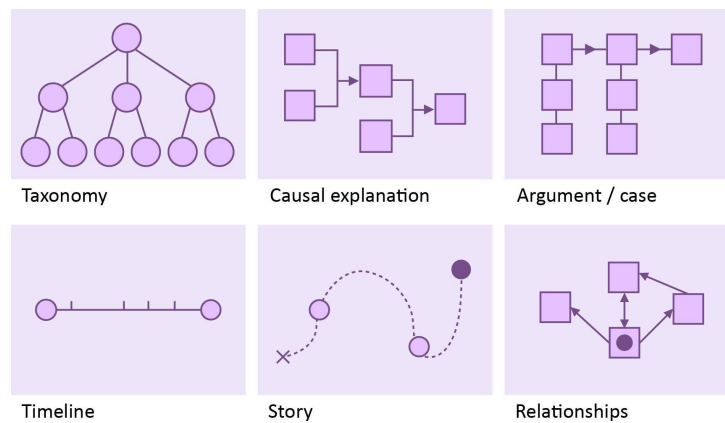 Taxonomy
Causal explanation
Argument / case
Timeline
Story
Relationships